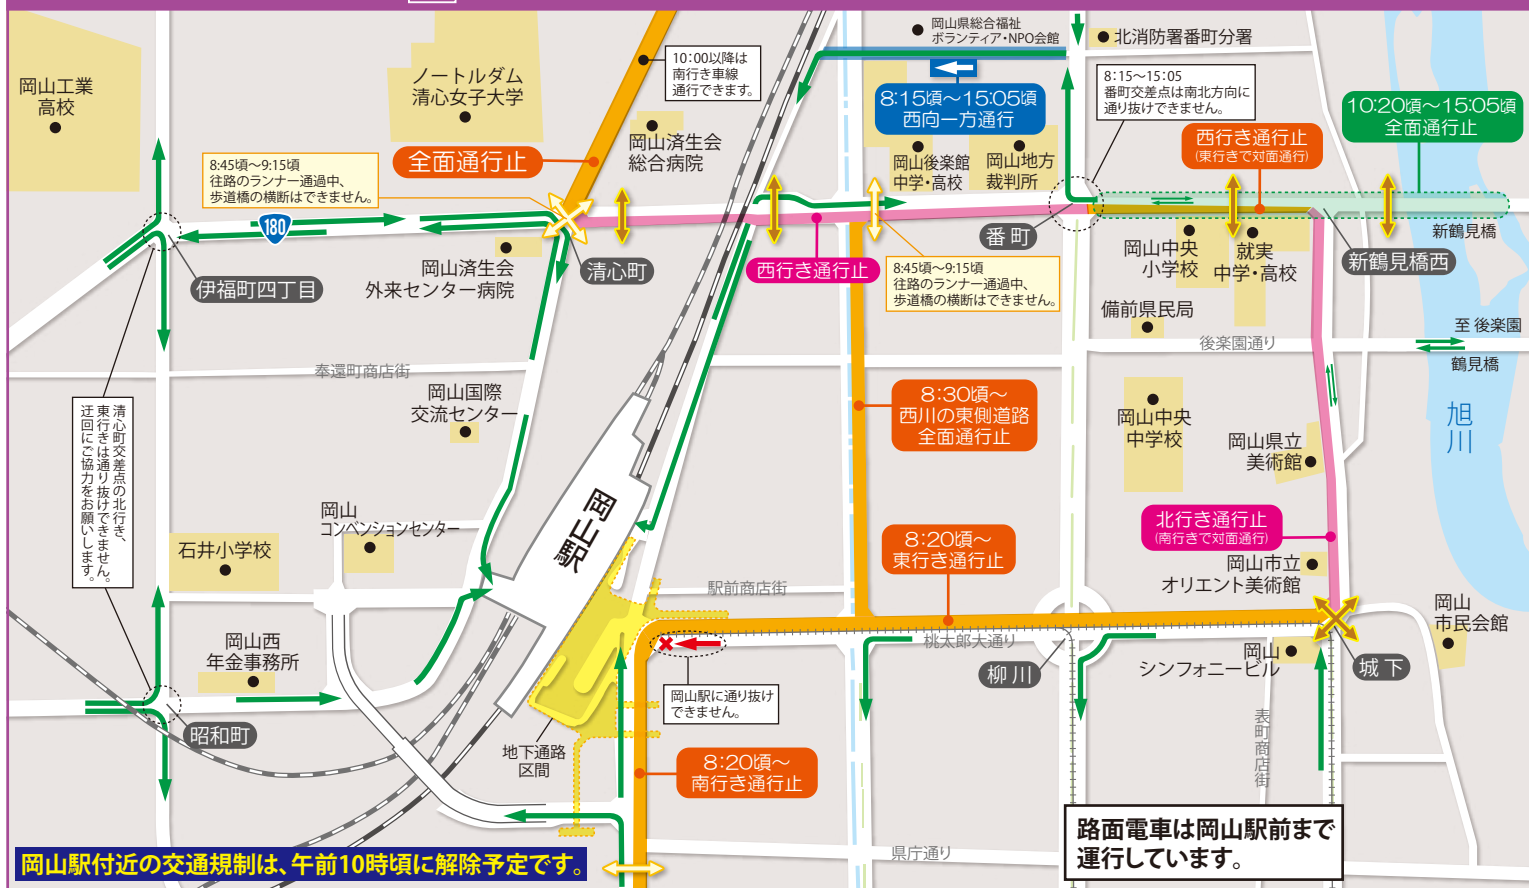 岡山県総合福祉
ボランティア・NPO会館
北消防署番町分署
岡山工業
高校
ノートルダム
清心女子大学
10:00以降は
南行き車線
通行できます。
8:15頃～15:05頃
西向一方通行
8:15～15:05
番町交差点は南北方向に
通り抜けできません。
10:20頃～15:05頃
全面通行止
西行き通行止
(東行きで対面通行)
岡山済生会
総合病院
全面通行止
8:45頃～9:15頃
往路のランナー通過中、
歩道橋の横断はできません。
岡山後楽館
中学・高校
岡山地方
裁判所
180
番町
新鶴見橋
岡山中央
小学校
就実
中学・高校
新鶴見橋西
清心町
岡山済生会
外来センター病院
伊福町四丁目
西行き通行止
8:45頃～9:15頃
往路のランナー通過中、
歩道橋の横断はできません。
備前県民局
後楽園通り
至 後楽園
鶴見橋
奉還町商店街
岡山国際
交流センター
8:30頃～
西川の東側道路
全面通行止
岡山中央
中学校
岡山県立
美術館
旭川
清心町交差点の北行き、
東行きは通り抜けできません。
迂回にご協力をお願いします。
岡山駅
岡山
コンベンションセンター
石井小学校
8:20頃～
東行き通行止
北行き通行止
(南行きで対面通行)
岡山市立
オリエント美術館
駅前商店街
岡山
市民会館
岡山西
年金事務所
桃太郎大通り
柳川
岡山
シンフォニービル
城下
岡山駅に通り抜け
できません。
昭和町
地下通路
区間
8:20頃～
南行き通行止
表町商店街
路面電車は岡山駅前まで
運行しています。
県庁通り
岡山駅付近の交通規制は、午前10時頃に解除予定です。